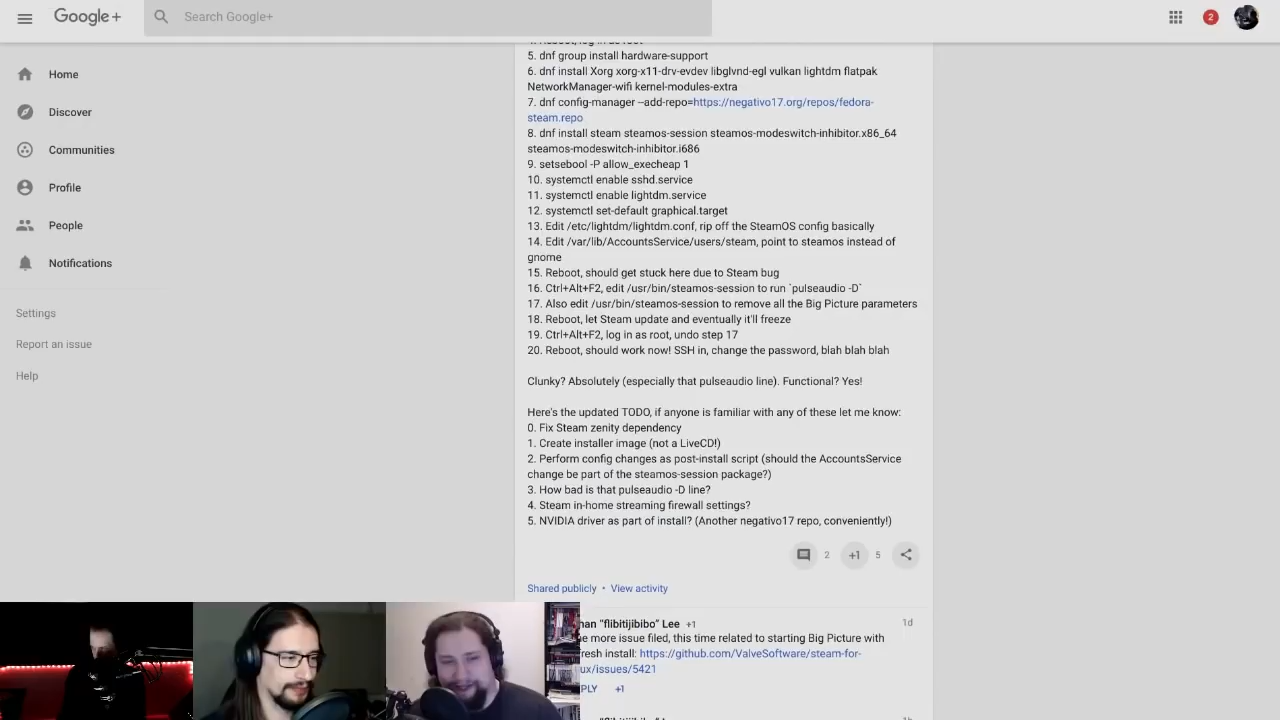 Google+
Search Google+
2
Home
Discover
Communities
Profile
People
Notifications
Settings
Report an issue
Help
5. dnf group install hardware-support
6. dnf install Xorg xorg-x11-drv-evdev libglvnd-egl vulkan lightdm flatpak
NetworkManager-wifi kernel-modules-extra
7. dnf config-manager --add-repo=https://negativo17.org/repos/fedora-
steam.repo
8. dnf install steam steamos-session steamos-modeswitch-inhibitor.x86_64
steamos-modeswitch-inhibitor.i686
9. setsebool -P allow_execheap 1
10. systemctl enable sshd.service
11. systemctl enable lightdm.service
12. systemctl set-default graphical.target
13. Edit /etc/lightdm/lightdm.conf, rip off the SteamOS config basically
14. Edit /var/lib/AccountsService/users/steam, point to steamos instead of
gnome
15. Reboot, should get stuck here due to Steam bug
16. Ctrl+Alt+F2, edit /usr/bin/steamos-session to run `pulseaudio -D`
17. Also edit /usr/bin/steamos-session to remove all the Big Picture parameters
18. Reboot, let Steam update and eventually it'll freeze
19. Ctrl+Alt+F2, log in as root, undo step 17
20. Reboot, should work now! SSH in, change the password, blah blah blah
Clunky? Absolutely (especially that pulseaudio line). Functional? Yes!
Here's the updated TODO, if anyone is familiar with any of these let me know:
0. Fix Steam zenity dependency
1. Create installer image (not a LiveCD!)
2. Perform config changes as post-install script (should the AccountsService
change be part of the steamos-session package?)
3. How bad is that pulseaudio -D line?
4. Steam in-home streaming firewall settings?
5. NVIDIA driver as part of install? (Another negativo17 repo, conveniently!)
2 +1 5
Shared publicly • View activity
"flibitijibibo" Lee +1 1d
more issue filed, this time related to starting Big Picture with
install: https://github.com/ValveSoftware/steam-for-
/issues/5421
+1